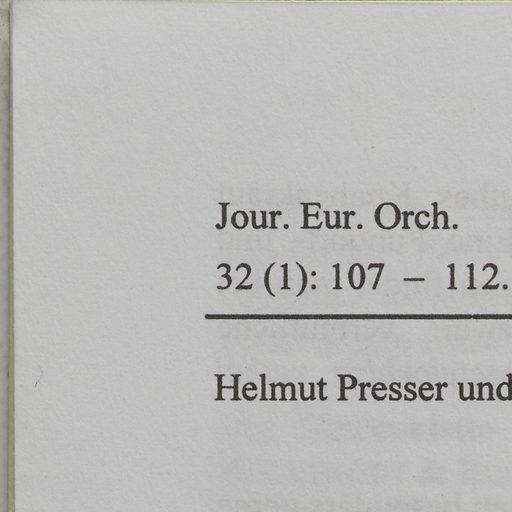 Jour. Eur. Orch.
32 (1): 107 – 112.
Helmut Presser und